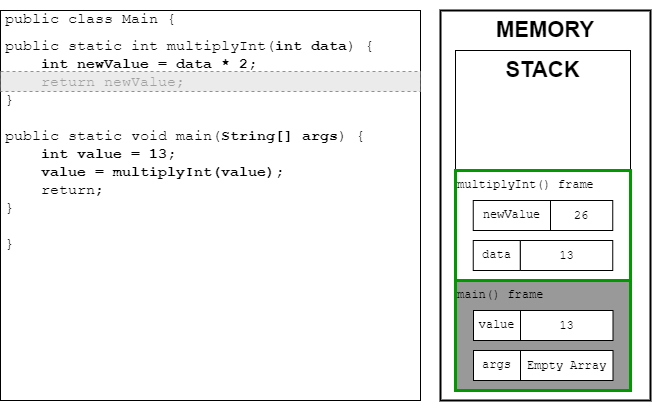 public class Main {
public static int multiplyInt(int data) {
    int newValue = data * 2;
    return newValue;
}
public static void main(String[] args) {
    int value = 13;
    value = multiplyInt(value);
    return;
}
}
MEMORY
STACK
multiplyInt() frame
newValue 26
data 13
main() frame
value 13
args Empty Array